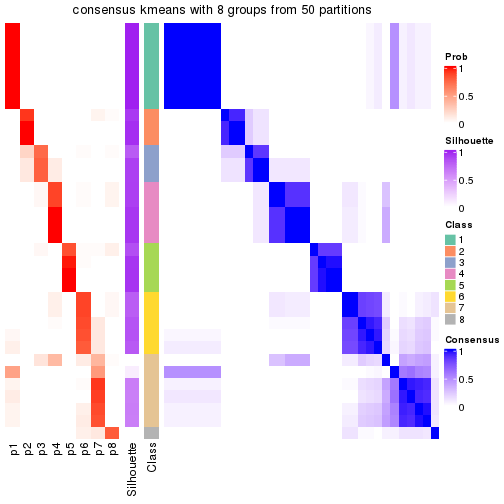 consensus kmeans with 8 groups from 50 partitions
Prob
1
0.5
0
Silhouette
1
0.5
0
Class
1
2
3
4
5
6
7
8
Consensus
1
0.5
0
p1
p2
p3
p4
p5
p6
p7
p8
Silhouette
Class